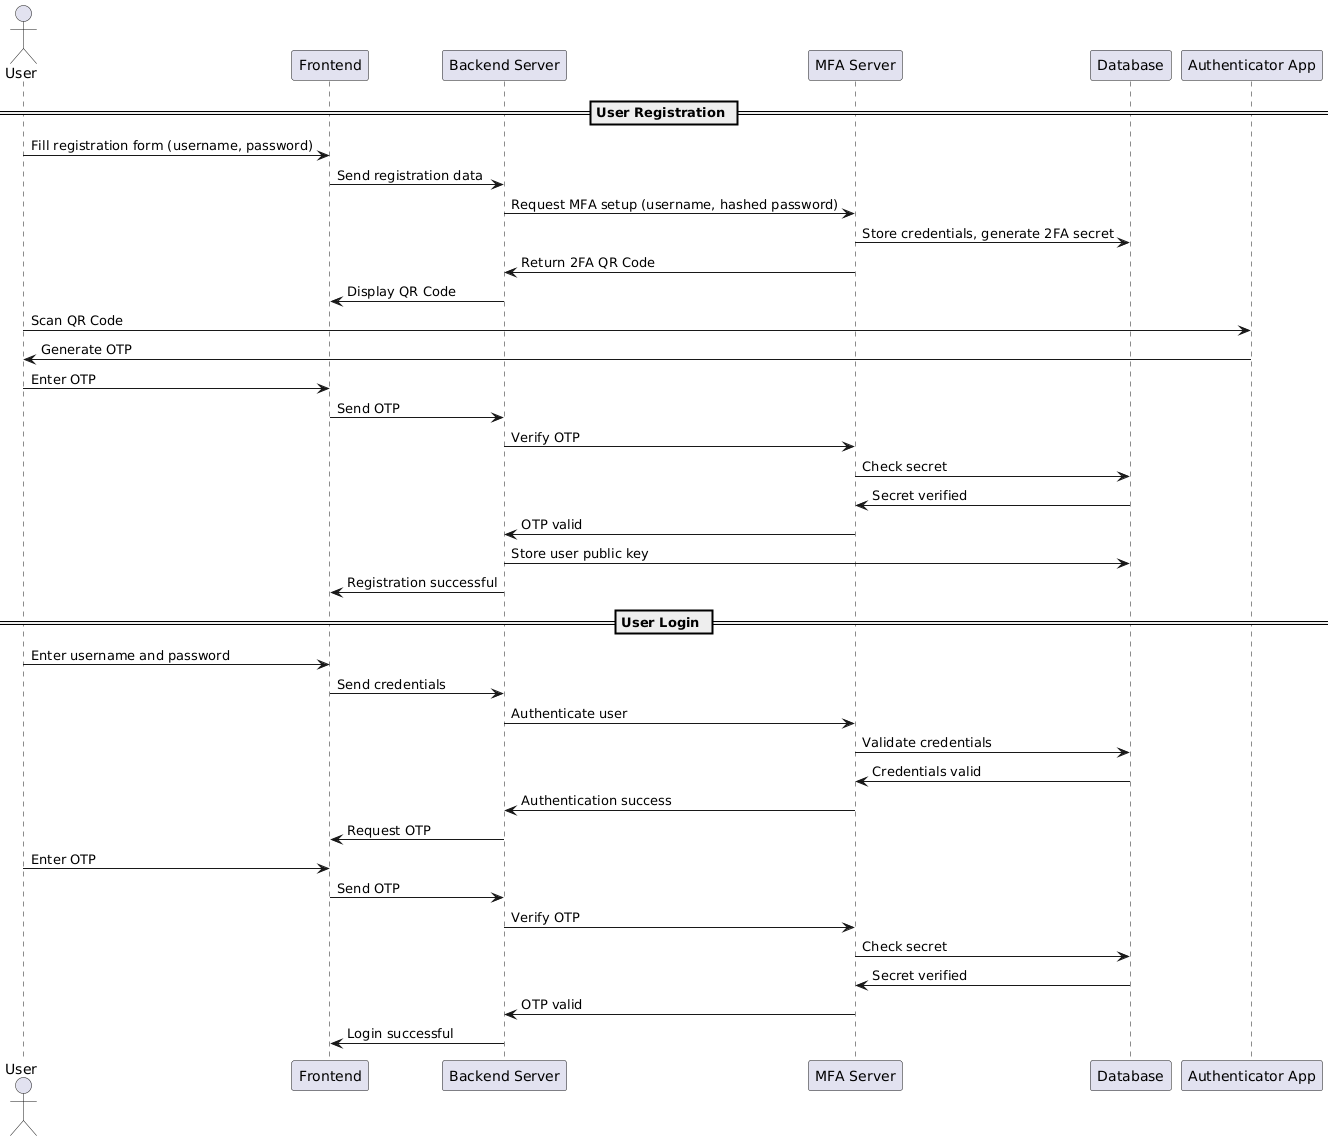 User
Frontend
Backend Server
MFA Server
Database
Authenticator App
User Registration
Fill registration form (username, password)
Send registration data
Request MFA setup (username, hashed password)
Store credentials, generate 2FA secret
Return 2FA QR Code
Display QR Code
Scan QR Code
Generate OTP
Enter OTP
Send OTP
Verify OTP
Check secret
Secret verified
OTP valid
Store user public key
Registration successful
User Login
Enter username and password
Send credentials
Authenticate user
Validate credentials
Credentials valid
Authentication success
Request OTP
Enter OTP
Send OTP
Verify OTP
Check secret
Secret verified
OTP valid
Login successful
User
Frontend
Backend Server
MFA Server
Database
Authenticator App